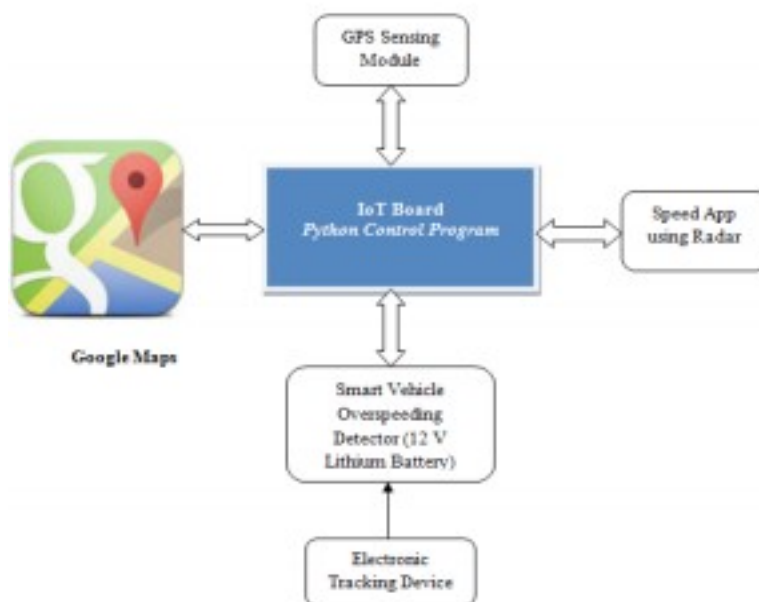 GPS Sensing
Module
IoT Board
Python Control Program
Speed App
using Radar
Google Maps
Smart Vehicle
Overspeeding
Detector (12 V
Lithium Battery)
Electronic
Tracking Device